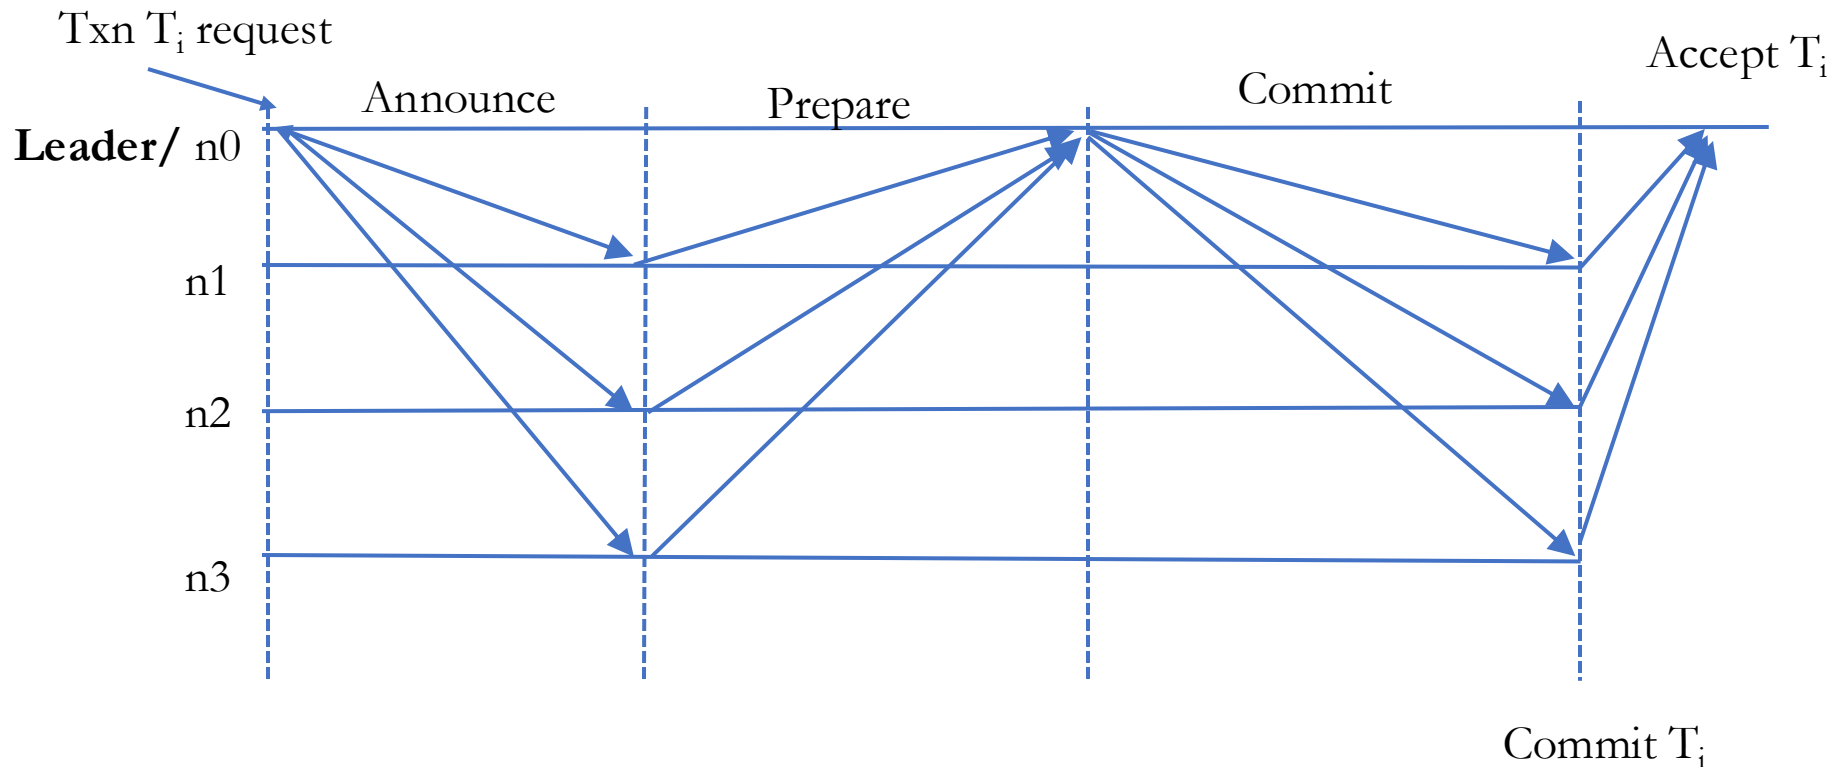 Txn Ti request
Accept Ti
Announce
Prepare
Commit
Leader/ n0
n1
n2
n3
Commit Ti